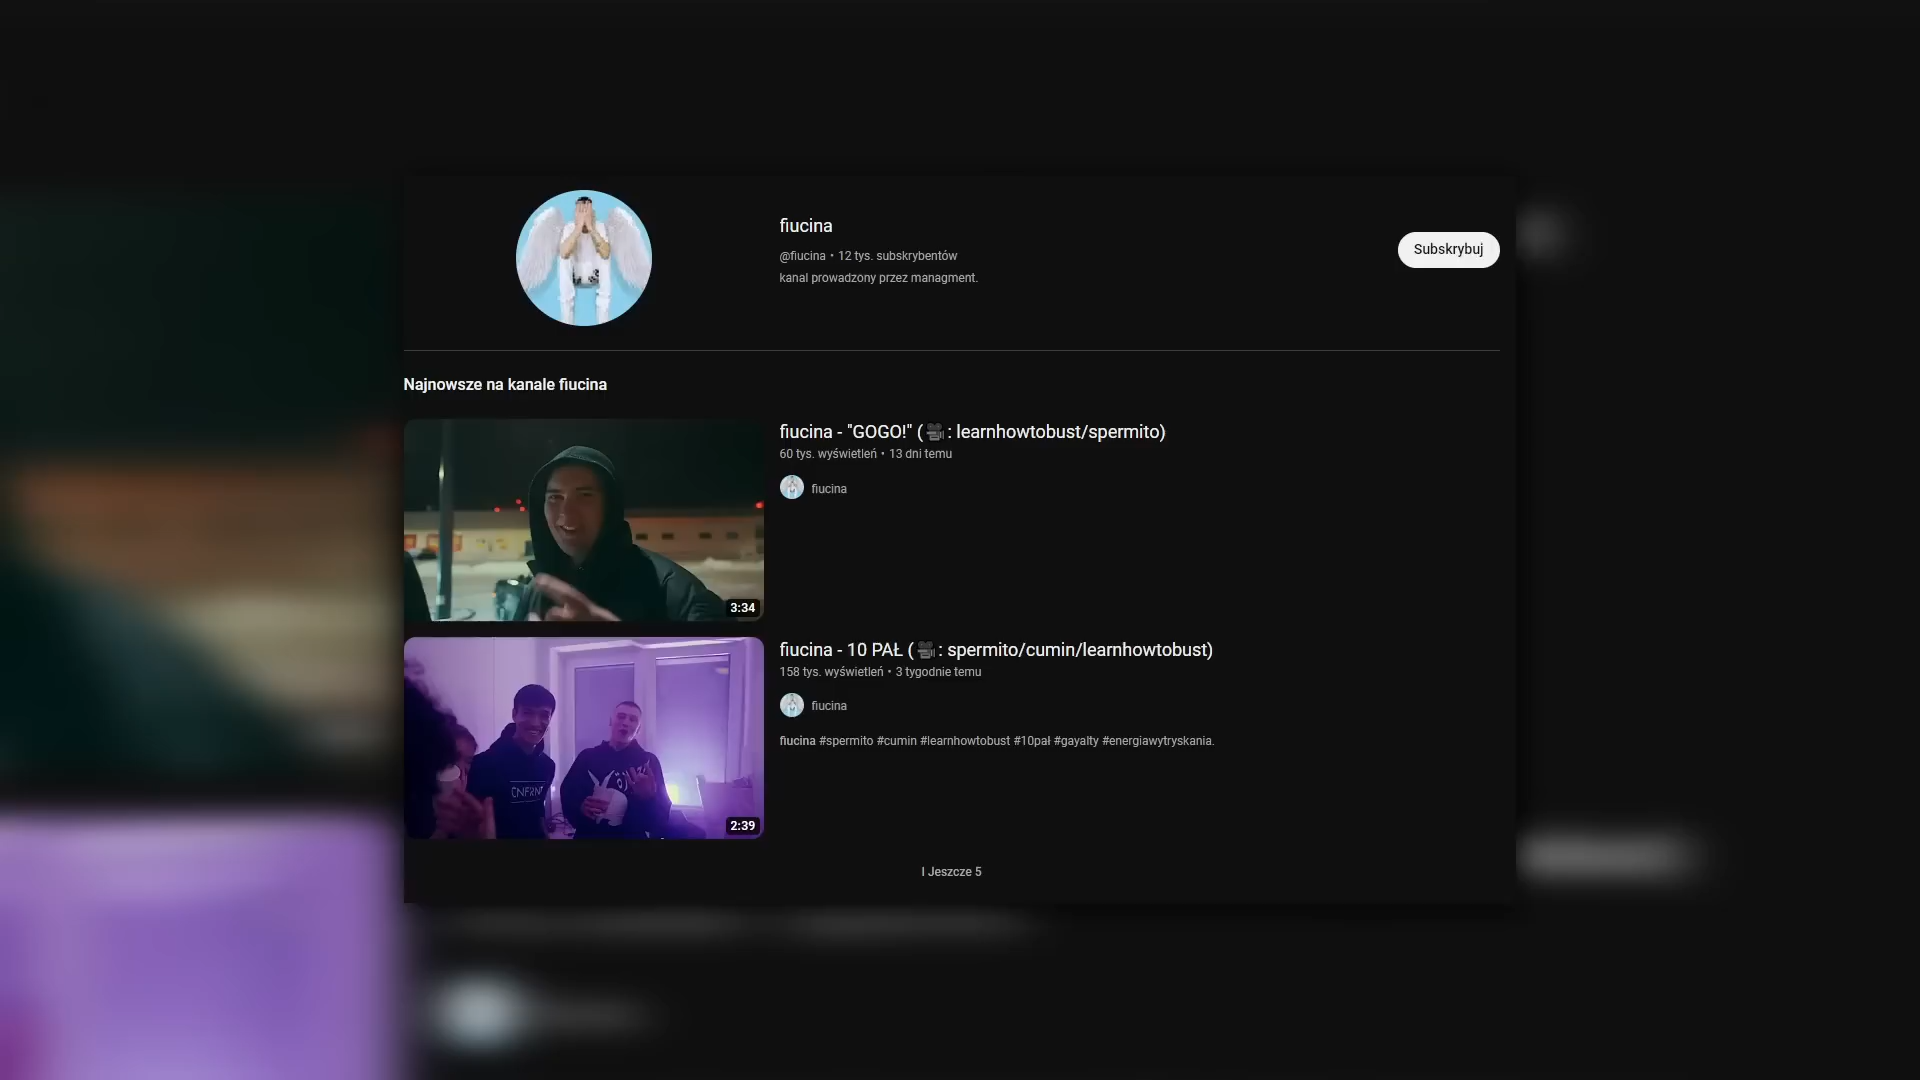 fiucina
@fiucina • 12 tys. subskrybentów
kanal prowadzony przez managment.
Subskrybuj
Najnowsze na kanale fiucina
fiucina - "GOGO!" (🎥: learnhowtobust/spermito)
60 tys. wyświetleń • 13 dni temu
fiucina
3:34
fiucina - 10 PAŁ (🎥: spermito/cumin/learnhowtobust)
158 tys. wyświetleń • 3 tygodnie temu
fiucina
fiucina #spermito #cumin #learnhowtobust #10pał #gayalty #energiawytryskania.
2:39
I Jeszcze 5